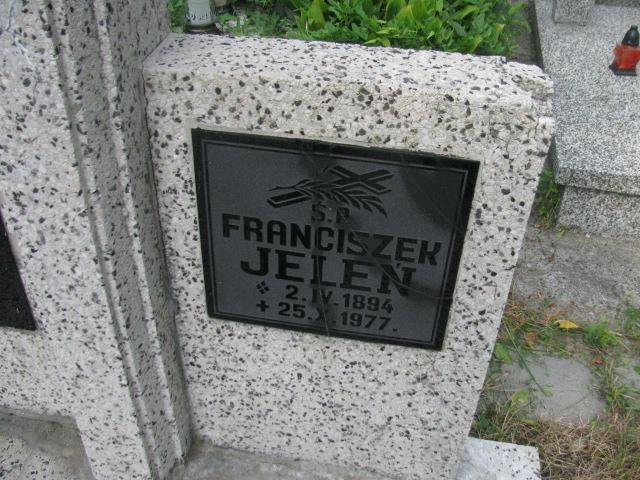 Ś.P.
FRANCISZEK
JELEŃ
* 2. IV. 1894
+ 25. X. 1977.